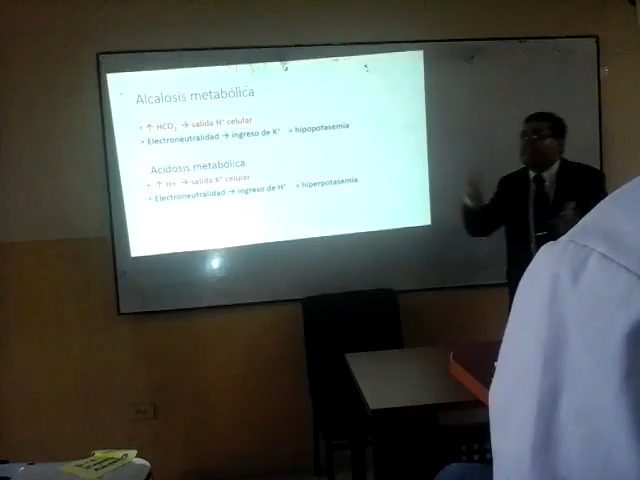 Alcalosis metabólica
• ↑ HCO₃ → salida H⁺ celular
• Electroneutralidad → ingreso de K⁺ = hipopotasemia
Acidosis metabólica
• ↑ H+ → salida K⁺ celular
• Electroneutralidad → ingreso de H⁺ = hiperpotasemia